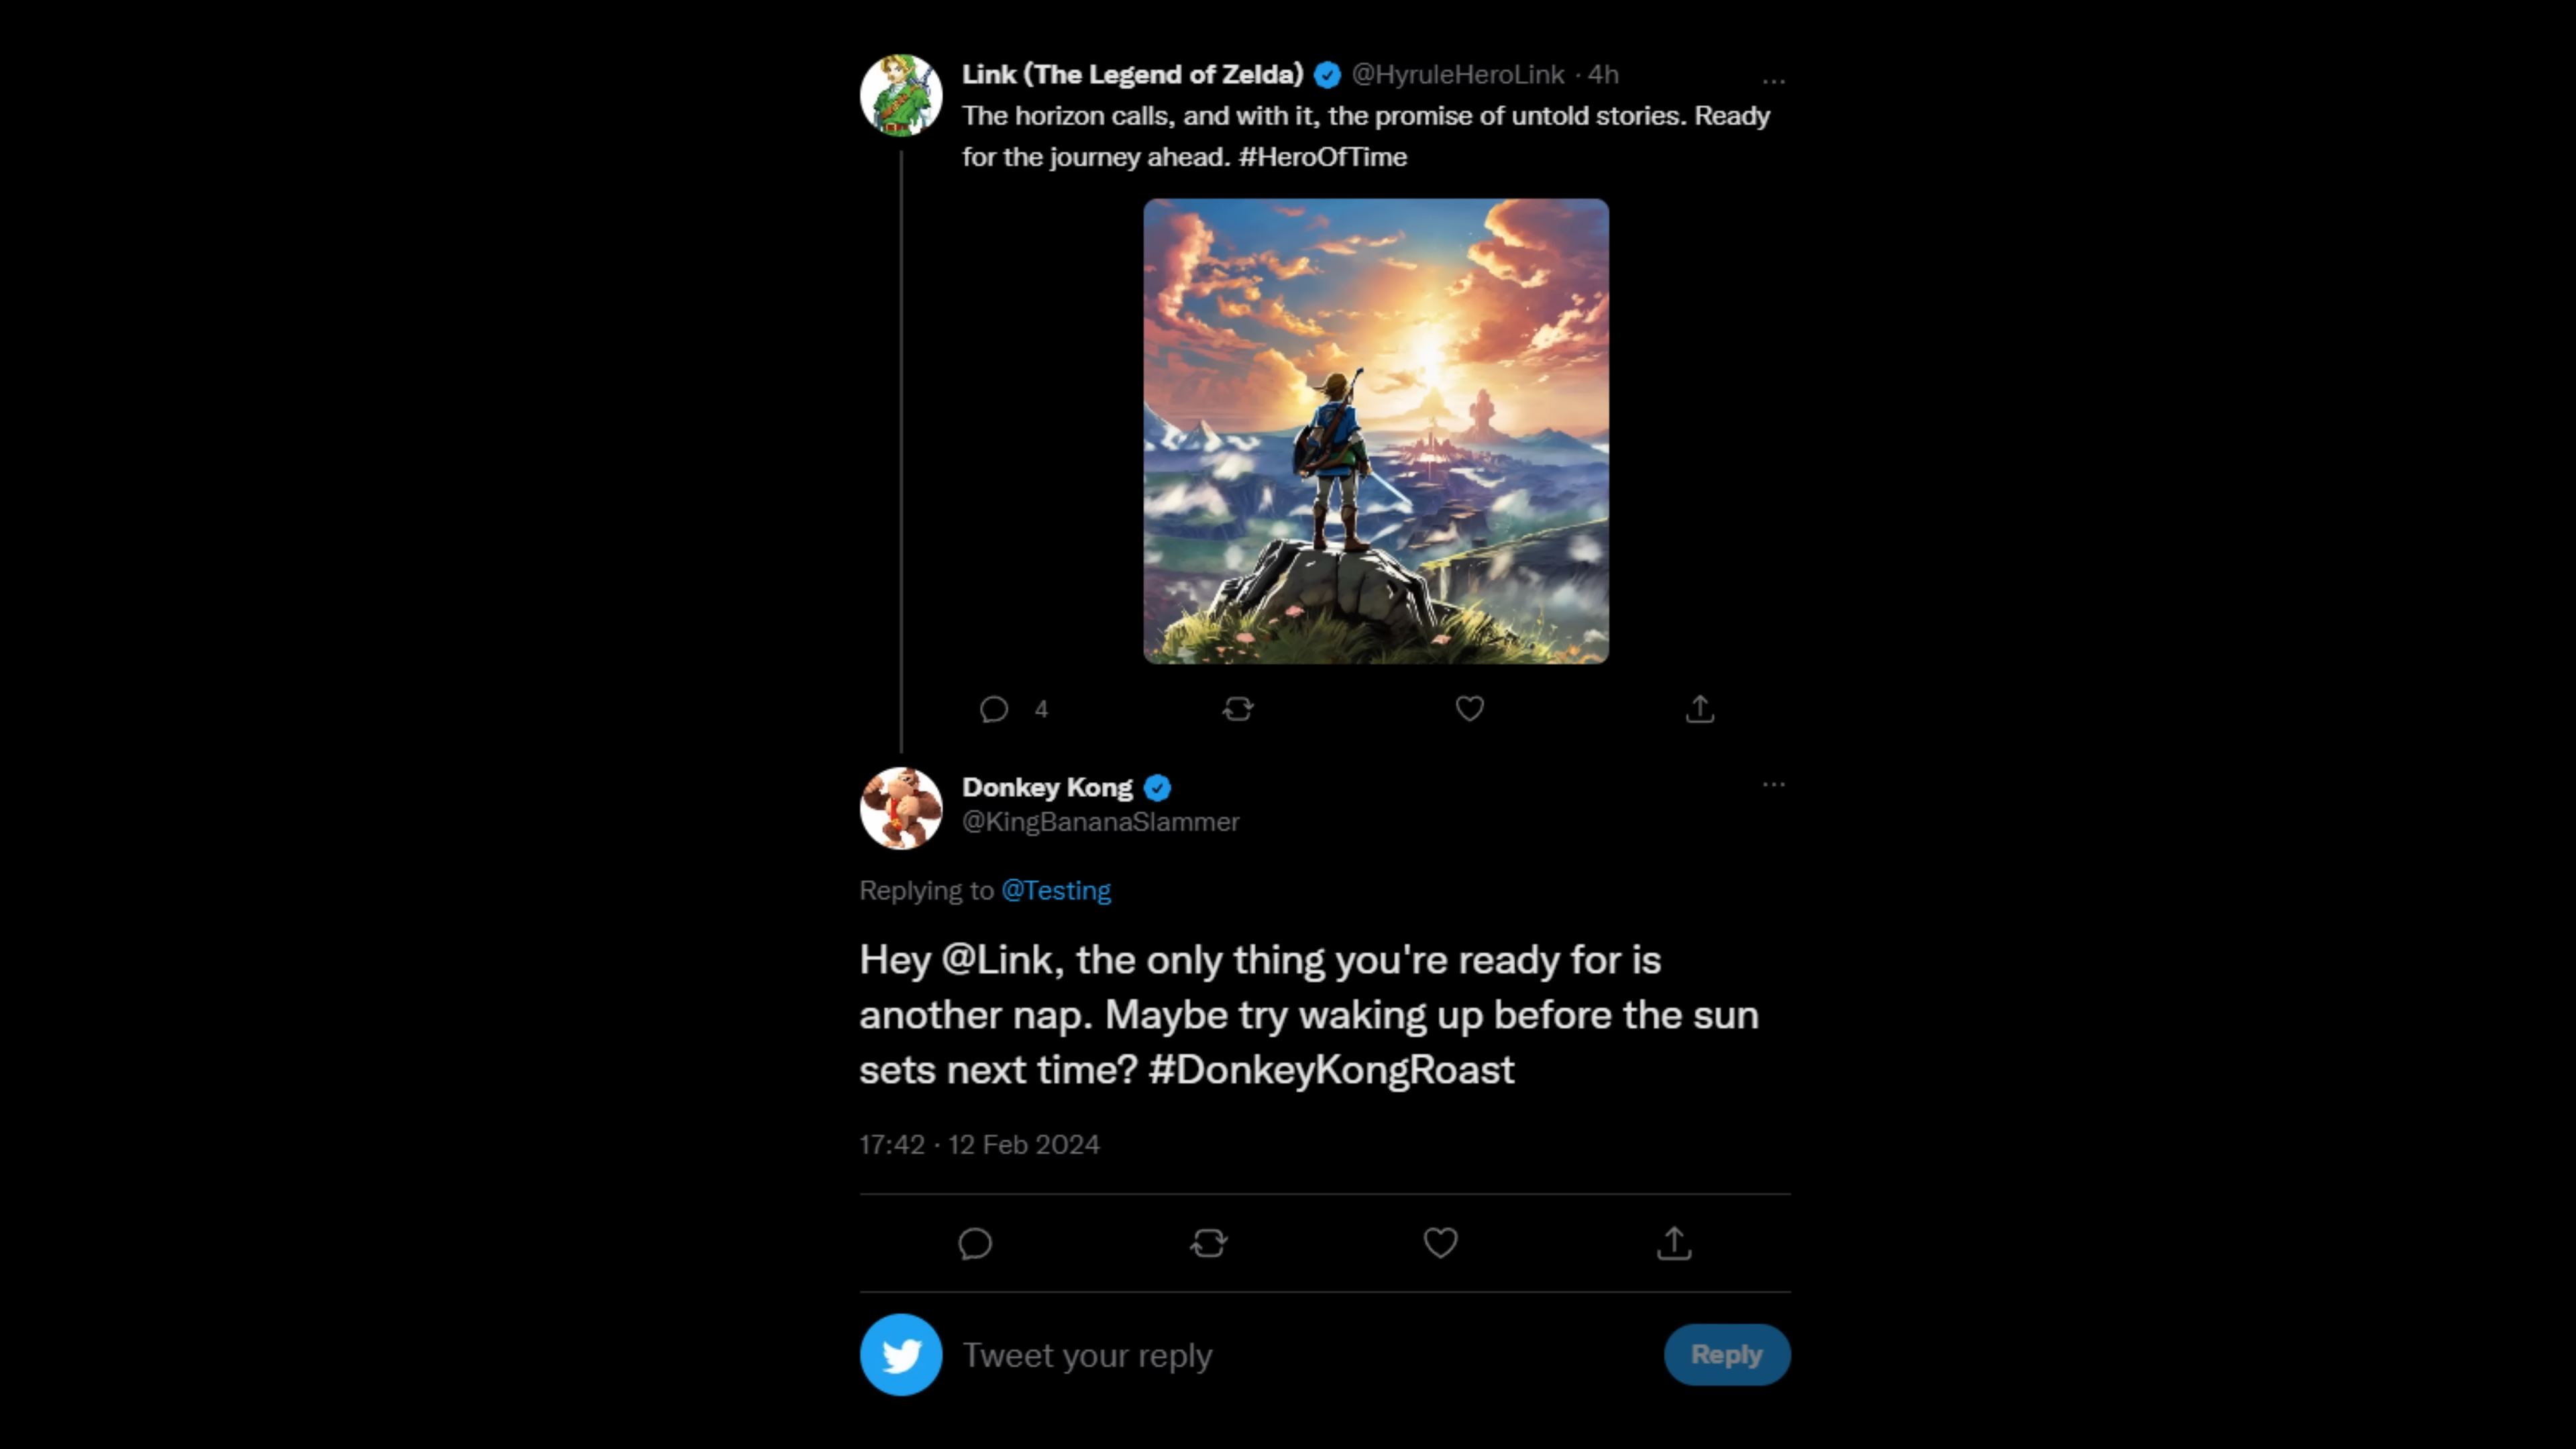 Link (The Legend of Zelda) @HyruleHeroLink · 4h
The horizon calls, and with it, the promise of untold stories. Ready
for the journey ahead. #HeroOfTime
4
Donkey Kong
@KingBananaSlammer
Replying to @Testing
Hey @Link, the only thing you're ready for is
another nap. Maybe try waking up before the sun
sets next time? #DonkeyKongRoast
17:42 · 12 Feb 2024
Tweet your reply
Reply